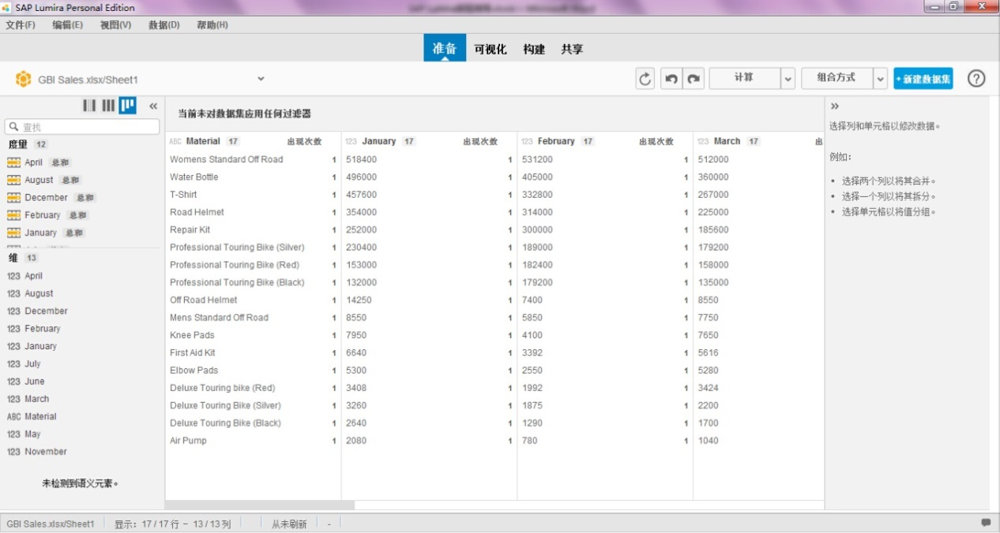 SAP Lumira Personal Edition
文件(F) 编辑(E) 视图(V) 数据(D) 帮助(H)
准备 可视化 构建 共享
GBI Sales.xlsx/Sheet1 计算 组合方式 +新建数据集 ?
« 当前未对数据集应用任何过滤器 »
查找 选择列和单元格以修改数据。
度量 12 ABC Material 17 出现次数 123 January 17 出现次数 123 February 17 出现次数 123 March 17 出
April 总和 Womens Standard Off Road 1 518400 1 531200 1 512000 例如:
August 总和 Water Bottle 1 496000 1 405000 1 360000 • 选择两个列以将其合并。
December 总和 T-Shirt 1 457600 1 332800 1 267000 • 选择一个列以将其拆分。
February 总和 Road Helmet 1 354000 1 314000 1 225000 • 选择单元格以将值分组。
January 总和 Repair Kit 1 252000 1 300000 1 185600
Professional Touring Bike (Silver) 1 230400 1 189000 1 179200
维 13 Professional Touring Bike (Red) 1 153000 1 182400 1 158000
123 April Professional Touring Bike (Black) 1 132000 1 179200 1 135000
123 August Off Road Helmet 1 14250 1 7400 1 8550
123 December Mens Standard Off Road 1 8550 1 5850 1 7750
123 February Knee Pads 1 7950 1 4100 1 7650
123 January First Aid Kit 1 6640 1 3392 1 5616
123 July Elbow Pads 1 5300 1 2550 1 5280
123 June Deluxe Touring bike (Red) 1 3408 1 1992 1 3424
123 March Deluxe Touring Bike (Silver) 1 3260 1 1875 1 2200
ABC Material Deluxe Touring Bike (Black) 1 2640 1 1290 1 1700
123 May Air Pump 1 2080 1 780 1 1040
123 November
未检测到语义元素。
GBI Sales.xlsx/Sheet1 显示: 17 / 17 行 - 13 / 13 列 从未刷新 -